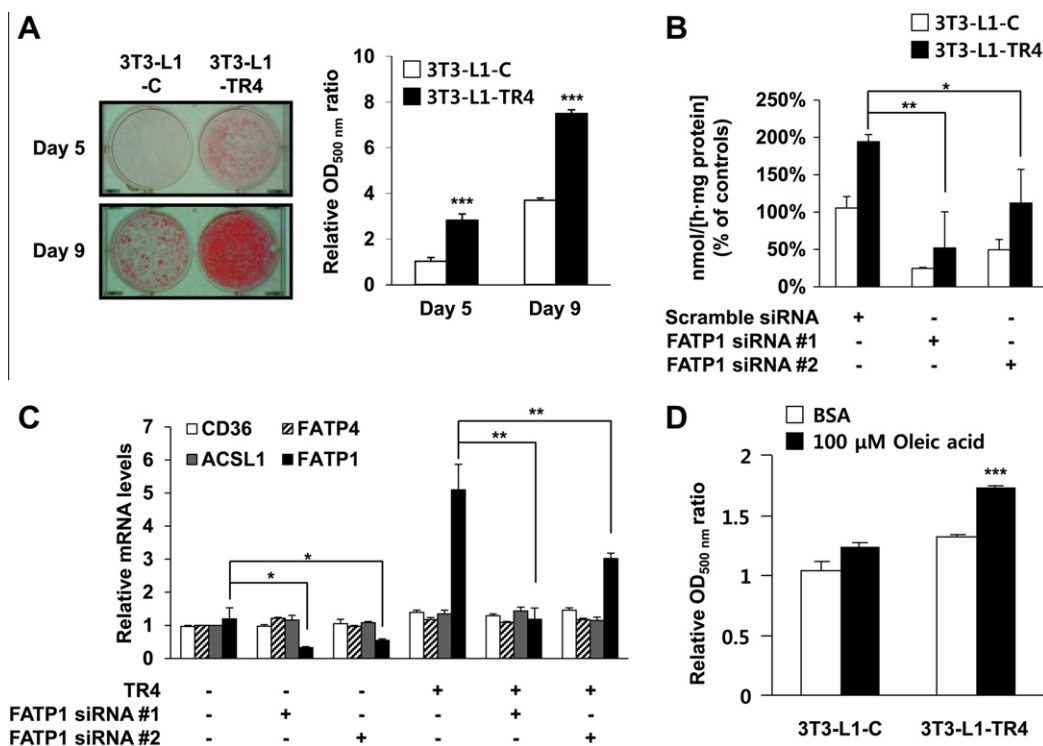 A
3T3-L1
-C
3T3-L1
-TR4
Day 5
Day 9
Relative OD500 nm ratio
10
8
6
4
2
0
3T3-L1-C
3T3-L1-TR4
***
***
Day 5
Day 9
B
3T3-L1-C
3T3-L1-TR4
nmol/[h·mg protein]
(% of controls)
250%
200%
150%
100%
50%
0%
*
**
Scramble siRNA + - -
FATP1 siRNA #1 - + -
FATP1 siRNA #2 - - +
C
Relative mRNA levels
7
6
5
4
3
2
1
0
CD36 FATP4
ACSL1 FATP1
*
*
**
**
TR4 - - - + + +
FATP1 siRNA #1 - + - - + -
FATP1 siRNA #2 - - + - - +
D
BSA
100 μM Oleic acid
Relative OD500 nm ratio
2
1.5
1
0.5
0
***
3T3-L1-C
3T3-L1-TR4